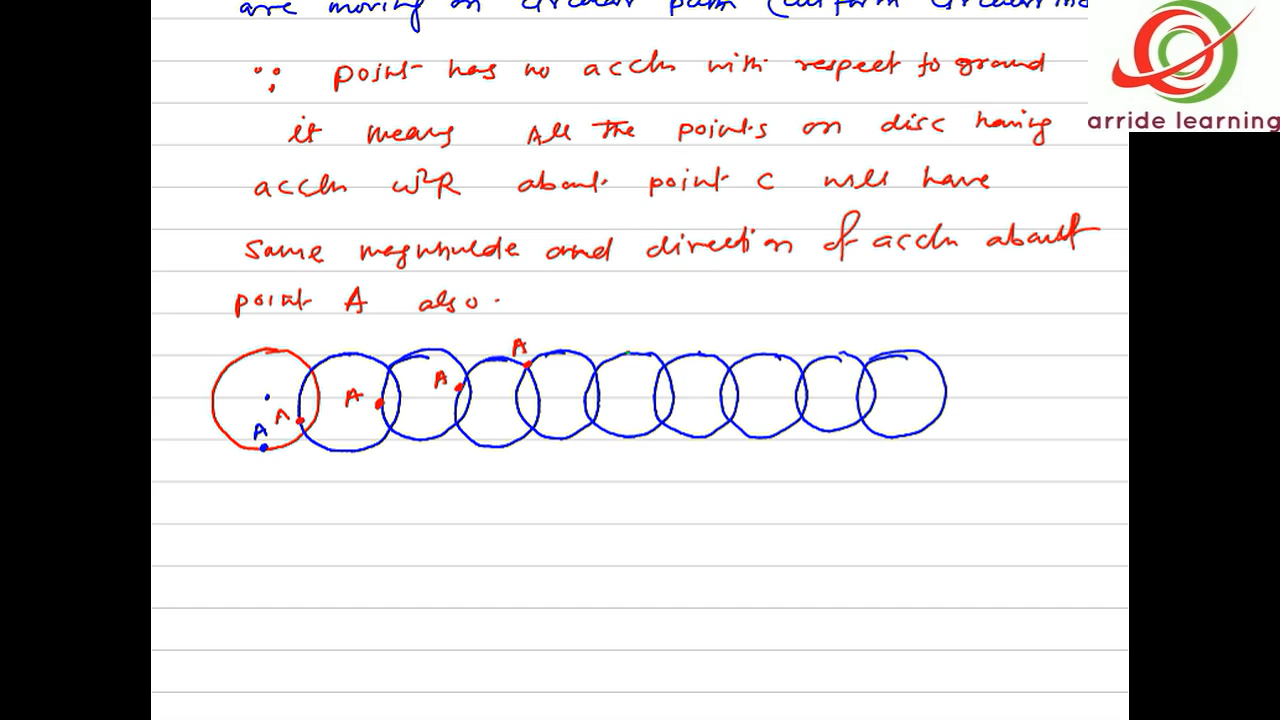 are moving on circular path (uniform circular mo
∵ point has no accln with respect to ground
it means All the points on disc having
accln ω²R about point C will have
same magnitude and direction of accln about
point A also.
A
A
A
A
A
arride learning